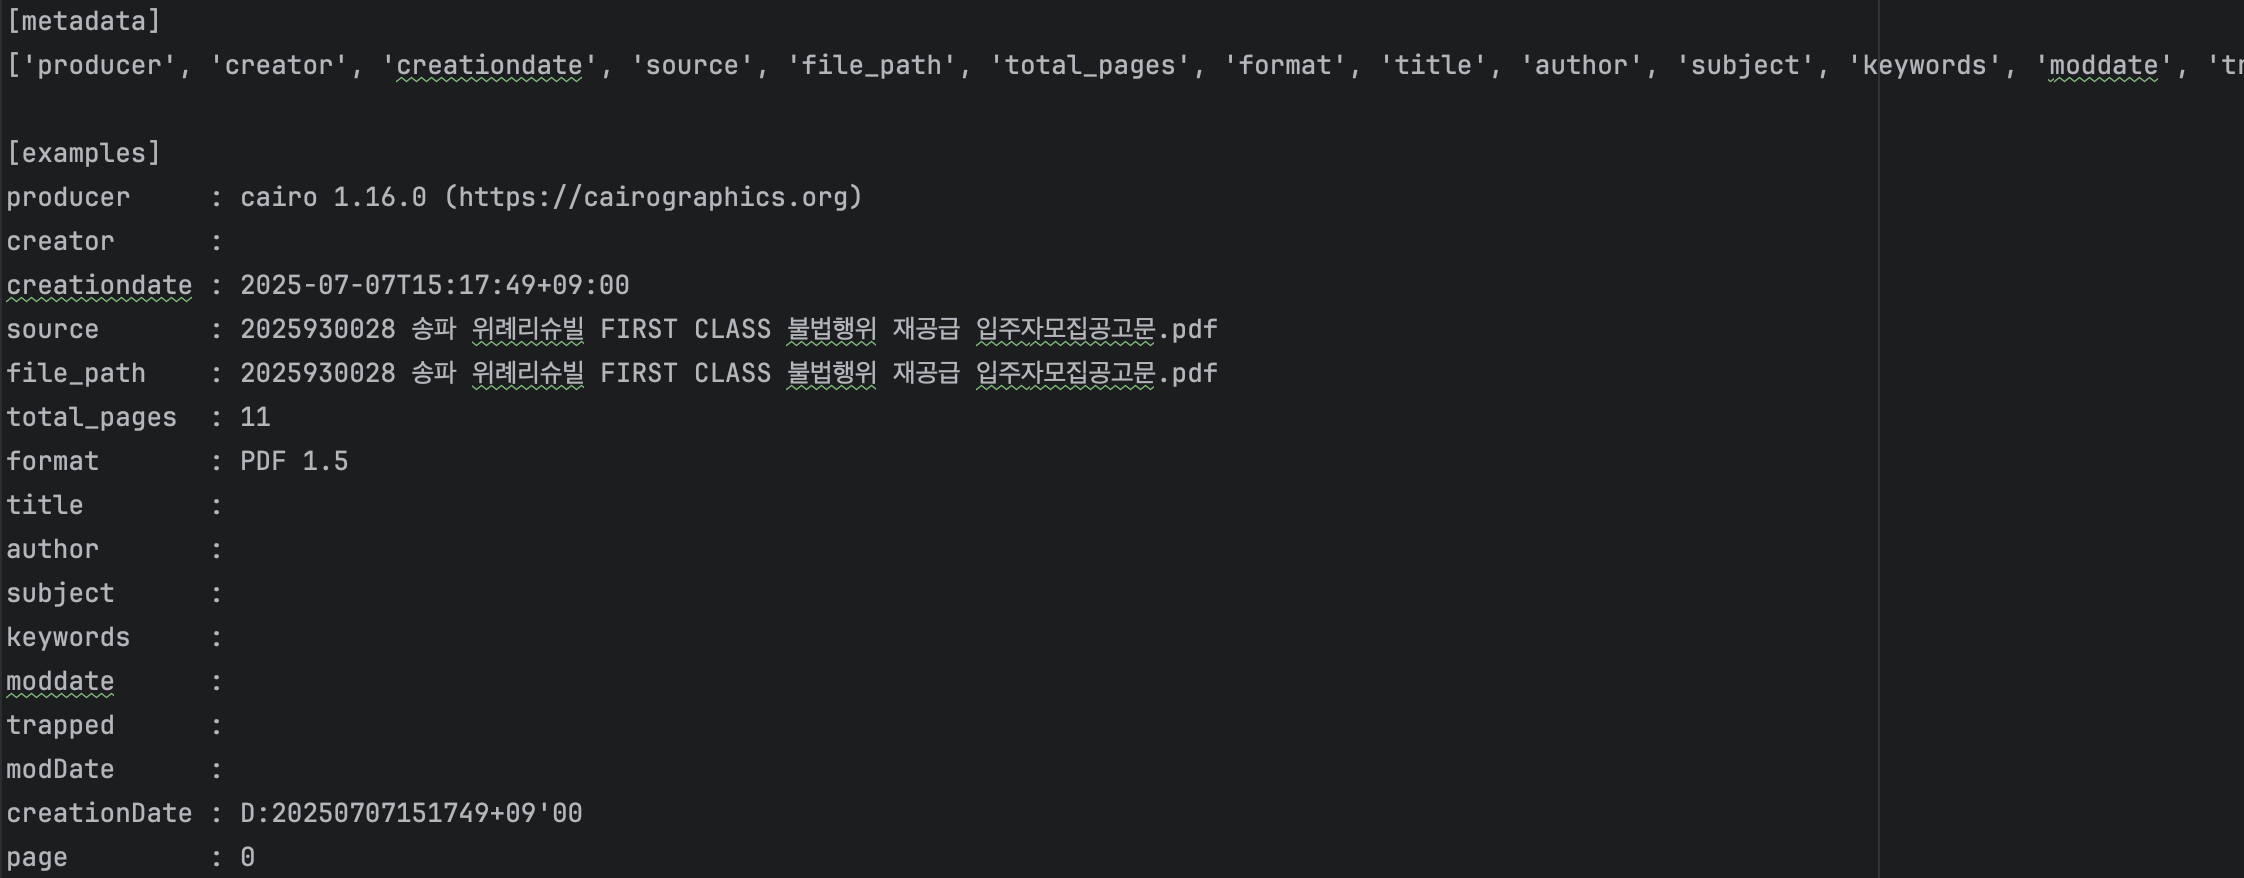 [metadata]
['producer', 'creator', 'creationdate', 'source', 'file_path', 'total_pages', 'format', 'title', 'author', 'subject', 'keywords', 'moddate', 'tr
[examples]
producer : cairo 1.16.0 (https://cairographics.org)
creator :
creationdate : 2025-07-07T15:17:49+09:00
source : 2025930028 송파 위례리슈빌 FIRST CLASS 불법행위 재공급 입주자모집공고문.pdf
file_path : 2025930028 송파 위례리슈빌 FIRST CLASS 불법행위 재공급 입주자모집공고문.pdf
total_pages : 11
format : PDF 1.5
title :
author :
subject :
keywords :
moddate :
trapped :
modDate :
creationDate : D:20250707151749+09'00
page : 0